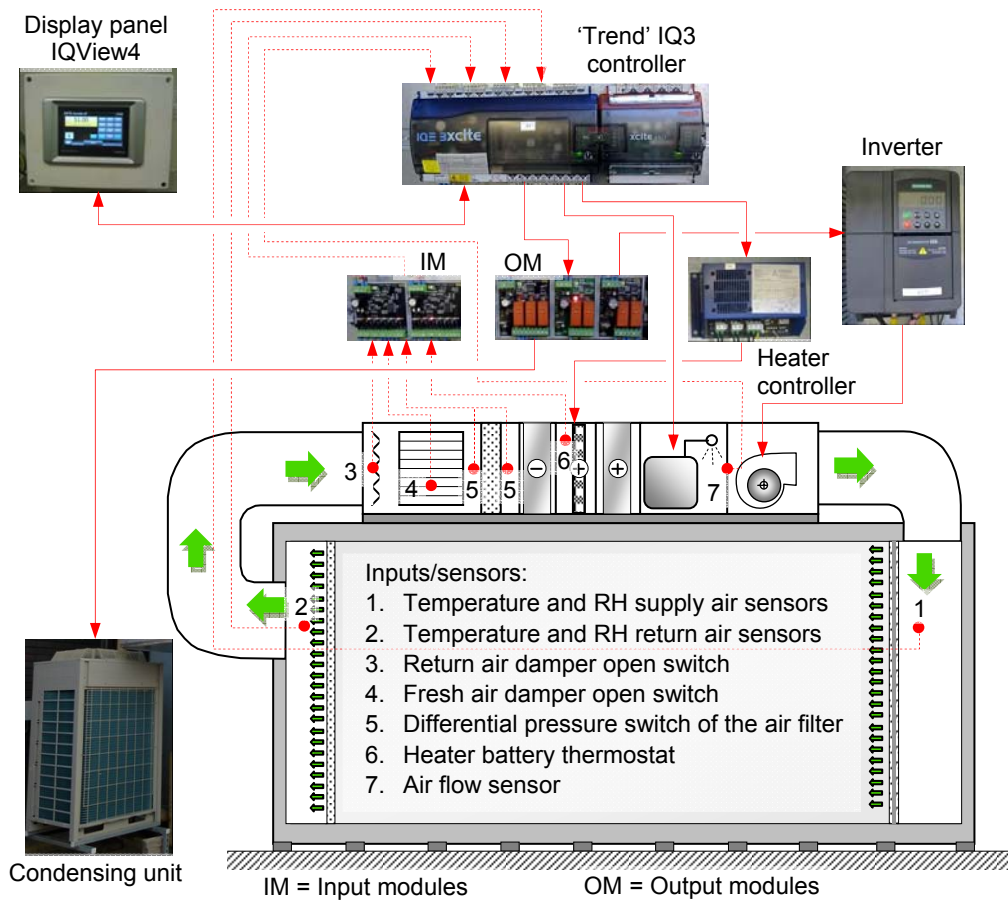 Display panel
IQView4
'Trend' IQ3
controller
Inverter
IM
OM
Heater
controller
3
4
5
5
6
7
2
1
Inputs/sensors:
1. Temperature and RH supply air sensors
2. Temperature and RH return air sensors
3. Return air damper open switch
4. Fresh air damper open switch
5. Differential pressure switch of the air filter
6. Heater battery thermostat
7. Air flow sensor
Condensing unit
IM = Input modules
OM = Output modules